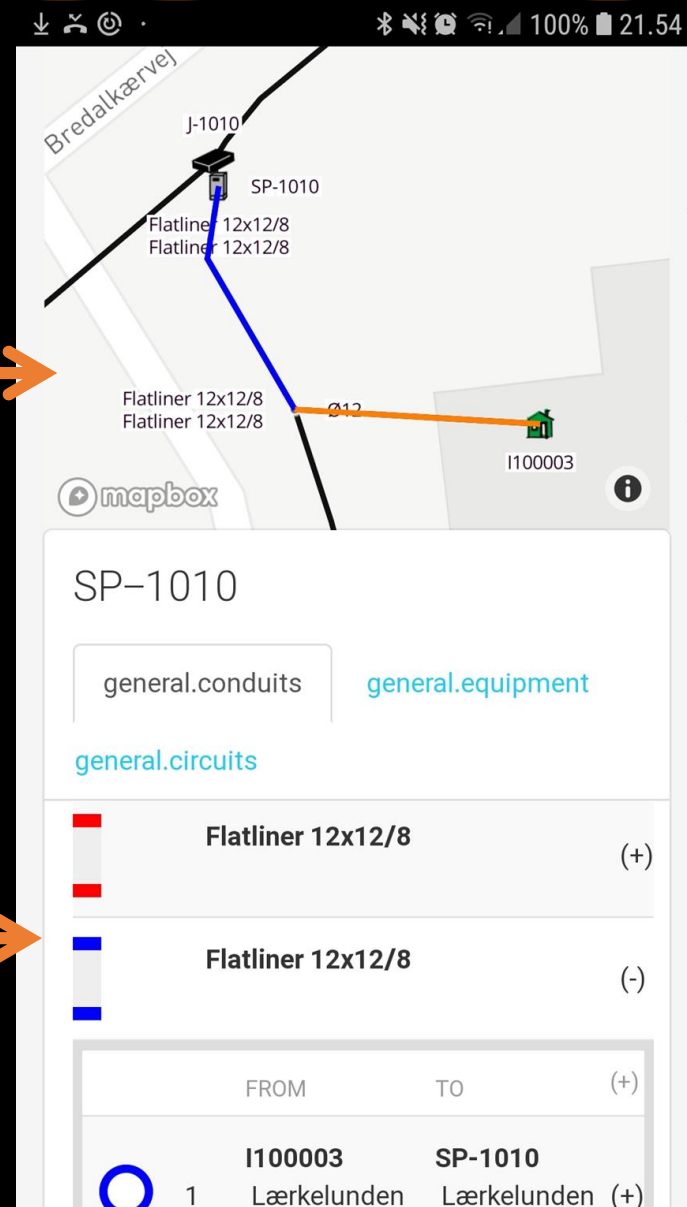 100% 21.54
Bredalkærvej
J-1010
SP-1010
Flatliner 12x12/8
Flatliner 12x12/8
Flatliner 12x12/8
Flatliner 12x12/8
Ø12
I100003
mapbox
SP–1010
general.conduits
general.equipment
general.circuits
Flatliner 12x12/8
(+)
Flatliner 12x12/8
(-)
FROM TO (+)
I100003 SP-1010
1 Lærkelunden Lærkelunden (+)